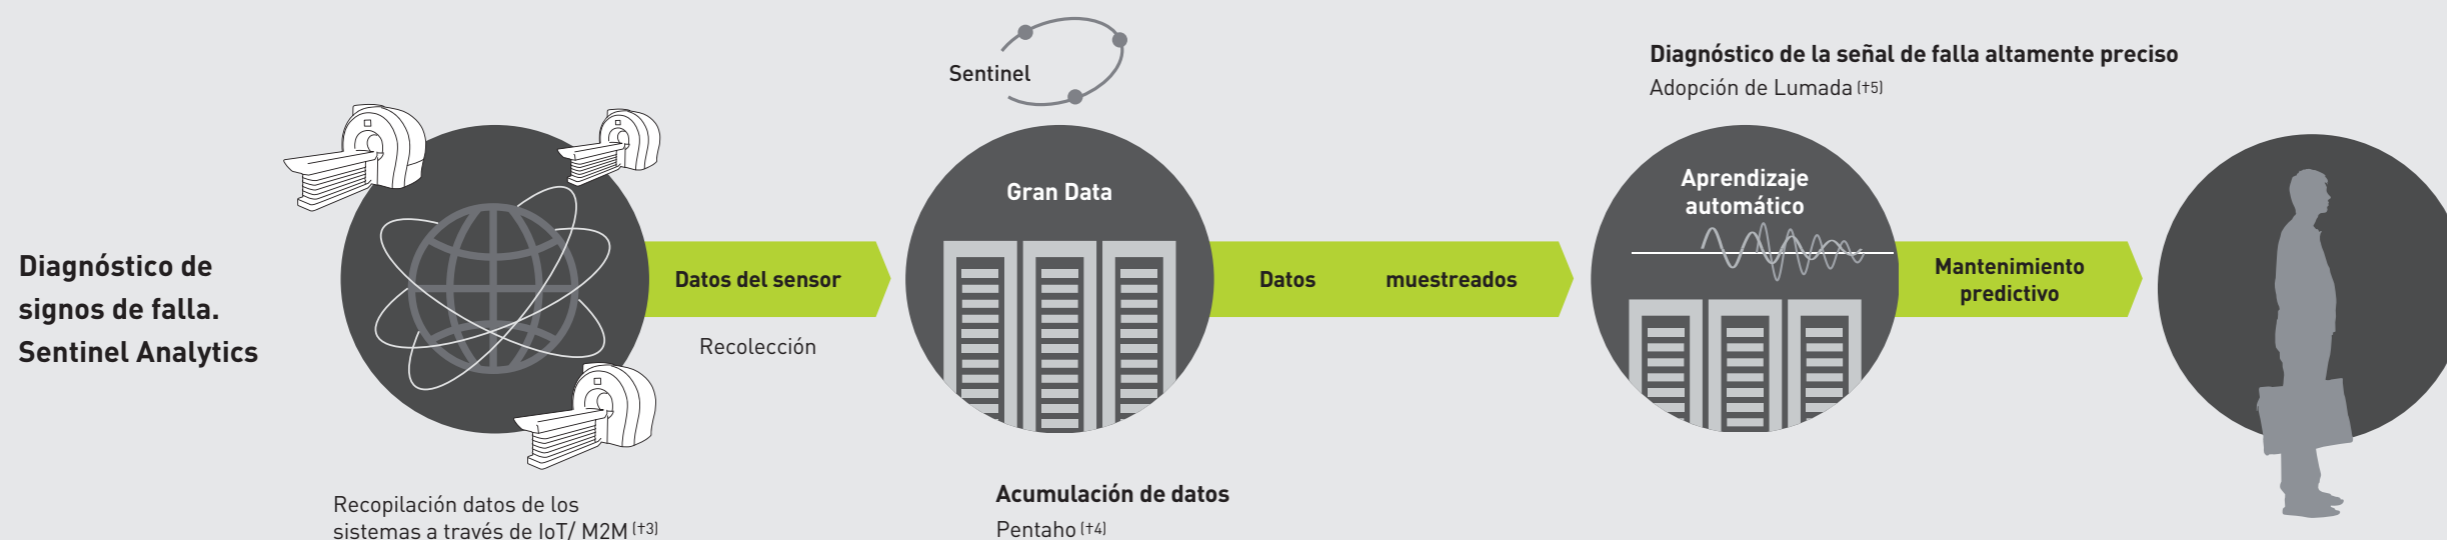 Diagnóstico de
signos de falla.
Sentinel Analytics
Recopilación datos de los
sistemas a través de IoT/ M2M (†3)
Datos del sensor
Recolección
Sentinel
Gran Data
Acumulación de datos
Pentaho (†4)
Datos muestreados
Diagnóstico de la señal de falla altamente preciso
Adopción de Lumada (†5)
Aprendizaje
automático
Mantenimiento
predictivo